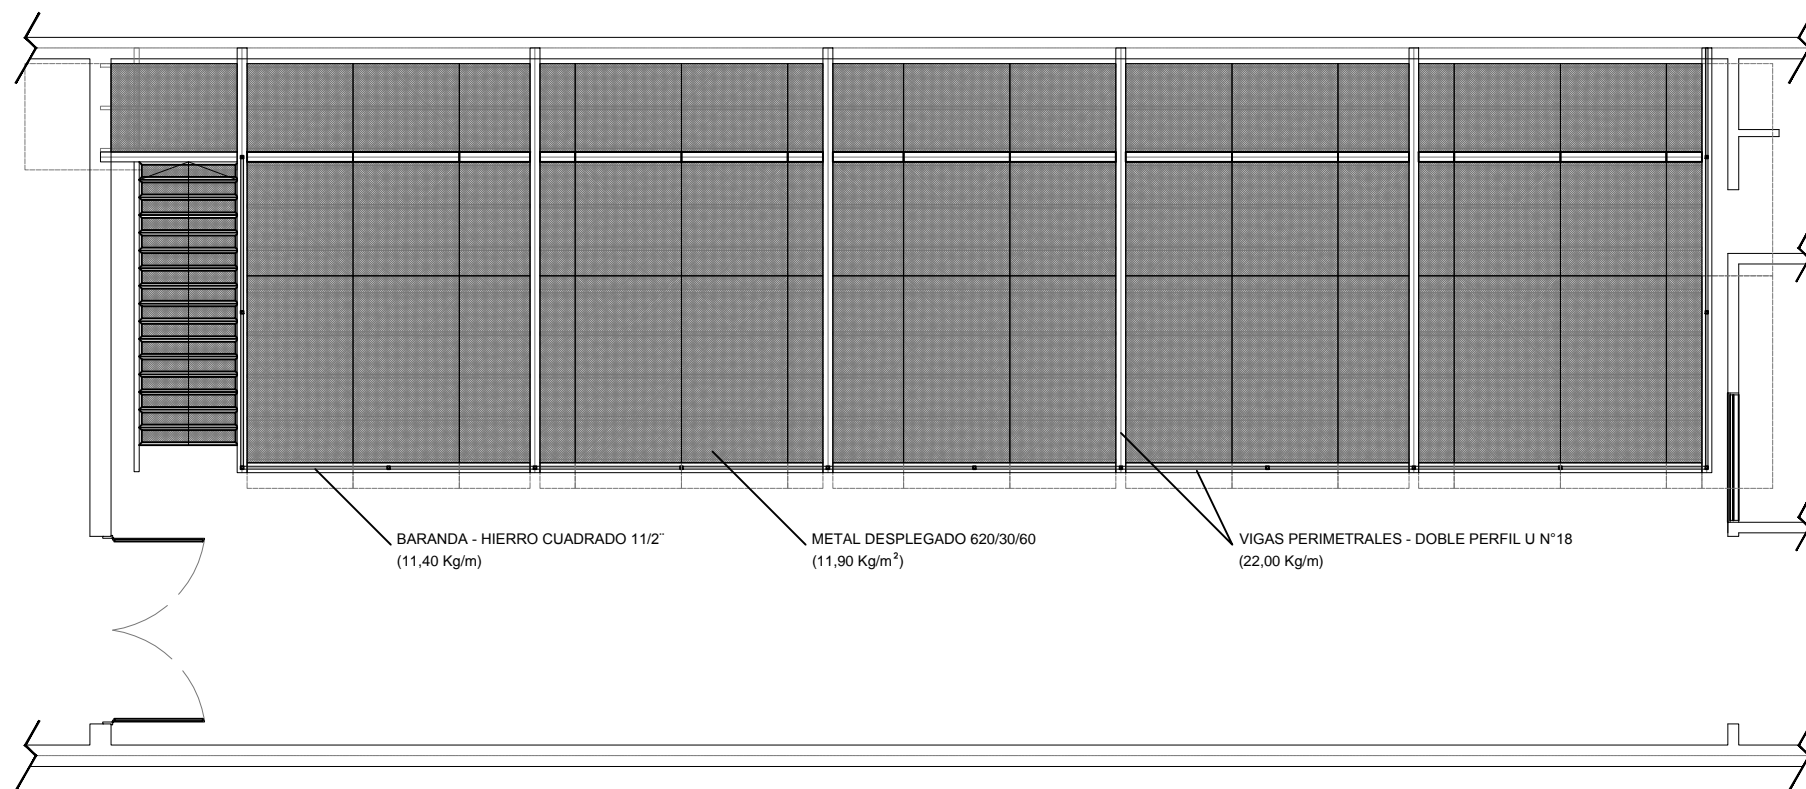 BARANDA - HIERRO CUADRADO 11/2¨
(11,40 Kg/m)
METAL DESPLEGADO 620/30/60
(11,90 Kg/m²)
VIGAS PERIMETRALES - DOBLE PERFIL U N°18
(22,00 Kg/m)